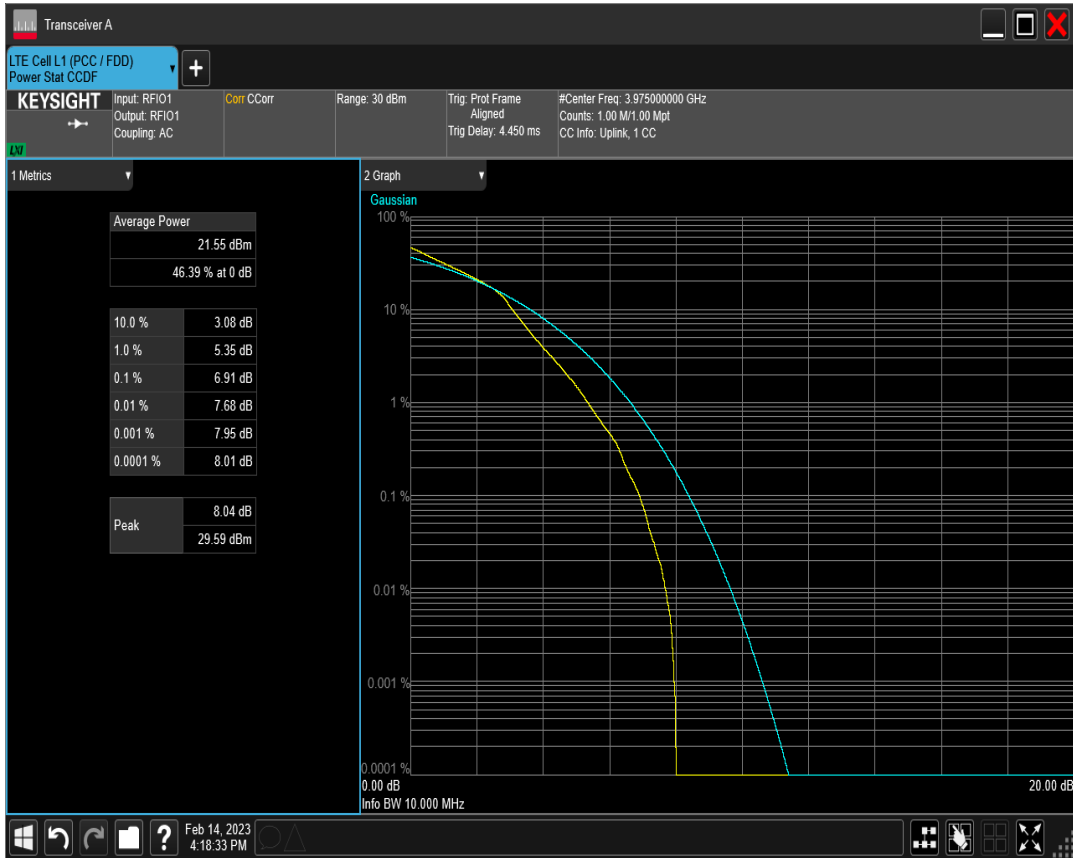 Transceiver A
LTE Cell L1 (PCC / FDD)
Power Stat CCDF
KEYSIGHT
LXI
Input: RFIO1
Output: RFIO1
Coupling: AC
Corr CCorr
Range: 30 dBm
Trig: Prot Frame
Aligned
Trig Delay: 4.450 ms
#Center Freq: 3.975000000 GHz
Counts: 1.00 M/1.00 Mpt
CC Info: Uplink, 1 CC
1 Metrics
Average Power
21.55 dBm
46.39 % at 0 dB
10.0 % 3.08 dB
1.0 % 5.35 dB
0.1 % 6.91 dB
0.01 % 7.68 dB
0.001 % 7.95 dB
0.0001 % 8.01 dB
Peak
8.04 dB
29.59 dBm
2 Graph
Gaussian
100 %
10 %
1 %
0.1 %
0.01 %
0.001 %
0.0001 %
0.00 dB 20.00 dB
Info BW 10.000 MHz
Feb 14, 2023
4:18:33 PM